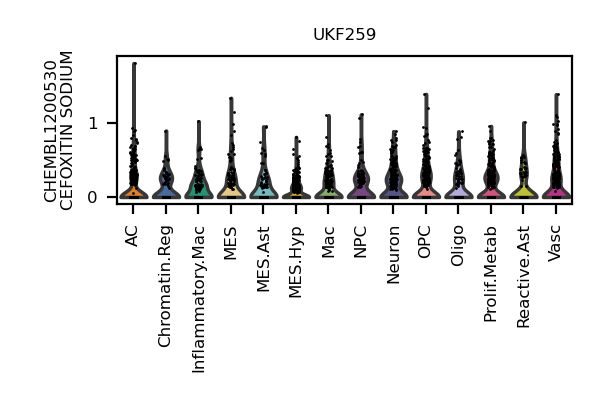 UKF259
CHEMBL1200530
CEFOXITIN SODIUM
1
0
AC
Chromatin.Reg
Inflammatory.Mac
MES
MES.Ast
MES.Hyp
Mac
NPC
Neuron
OPC
Oligo
Prolif.Metab
Reactive.Ast
Vasc